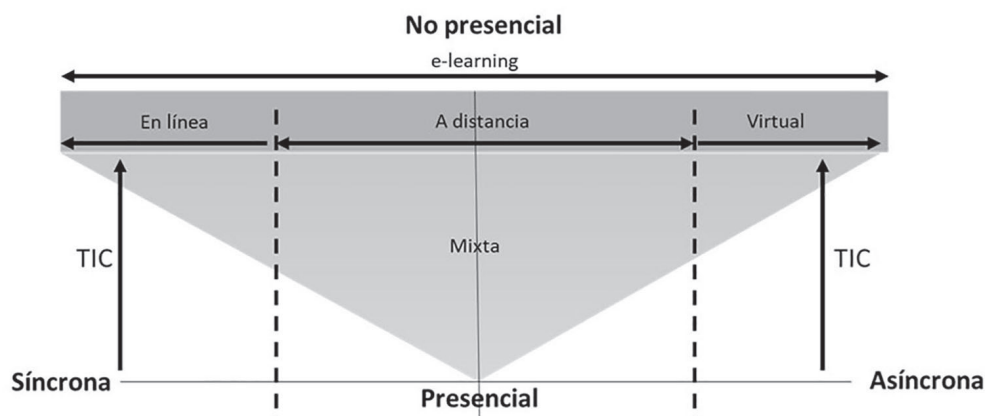 No presencial
e-learning
En línea
A distancia
Virtual
Mixta
TIC
TIC
Síncrona
Presencial
Asíncrona